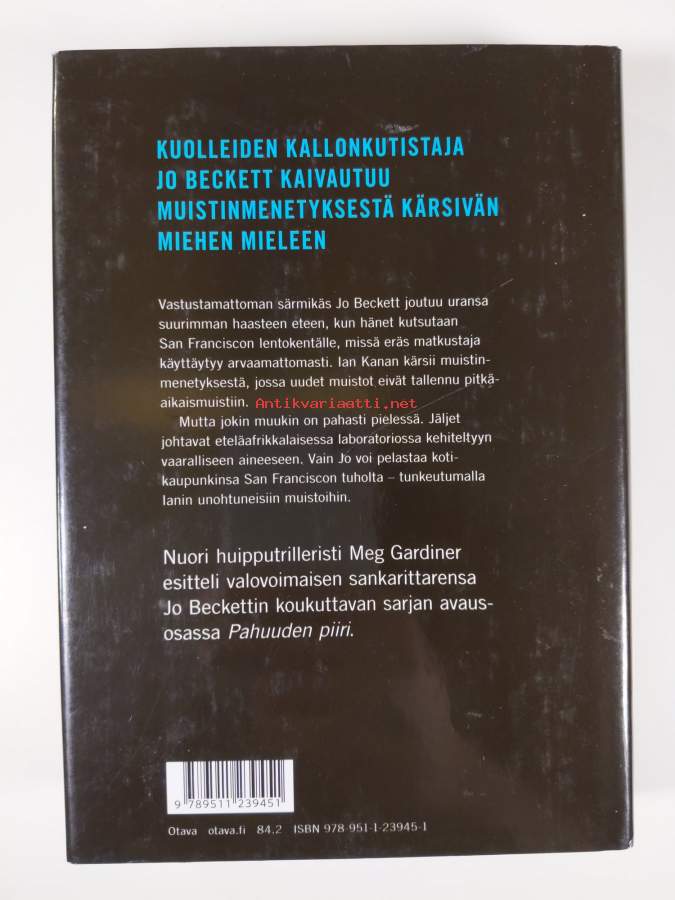 KUOLLEIDEN KALLONKUTISTAJA
JO BECKETT KAIVAUTUU
MUISTINMENETYKSESTÄ KÄRSIVÄN
MIEHEN MIELEEN
Vastustamattoman särmikäs Jo Beckett joutuu uransa
suurimman haasteen eteen, kun hänet kutsutaan
San Franciscon lentokentälle, missä eräs matkustaja
käyttäytyy arvaamattomasti. Ian Kanan kärsii muistin-
menetyksestä, jossa uudet muistot eivät tallennu pitkä-
aikaismuistiin. Antikvariaatti.net
Mutta jokin muukin on pahasti pielessä. Jäljet
johtavat eteläafrikkalaisessa laboratoriossa kehiteltyyn
vaaralliseen aineeseen. Vain Jo voi pelastaa koti-
kaupunkinsa San Franciscon tuholta – tunkeutumalla
Ianin unohtuneisiin muistoihin.
Nuori huipputrilleristi Meg Gardiner
esitteli valovoimaisen sankarittarensa
Jo Beckettin koukuttavan sarjan avaus-
osassa Pahuuden piiri.
9 789511 239451
Otava otava.fi 84.2 ISBN 978-951-1-23945-1